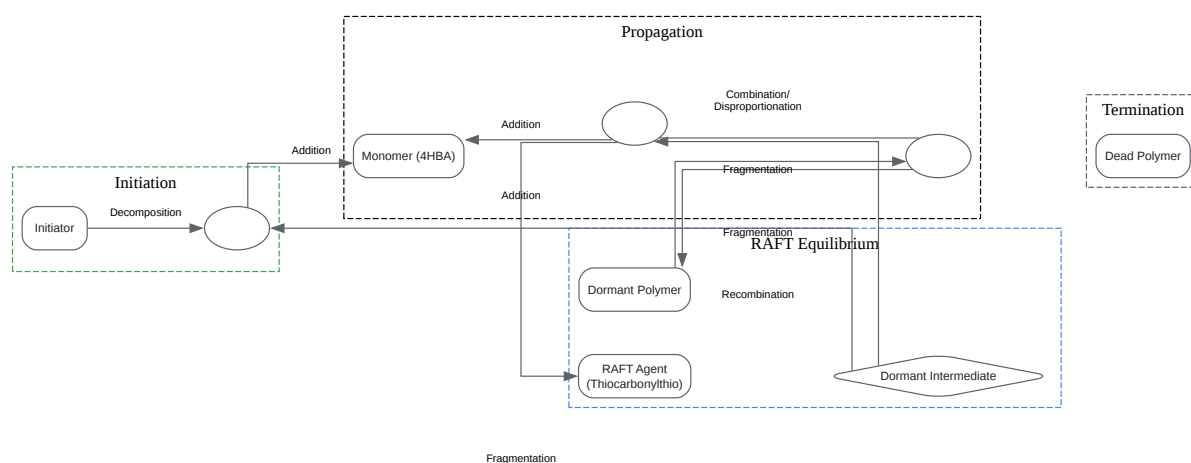 Propagation
Combination/
Disproportionation
Termination
Addition
Addition
Monomer (4HBA)
Dead Polymer
Fragmentation
Initiation
Addition
Decomposition
Initiator
Fragmentation
RAFT Equilibrium
Dormant Polymer
Recombination
RAFT Agent
(Thiocarbonylthio)
Dormant Intermediate
Fragmentation